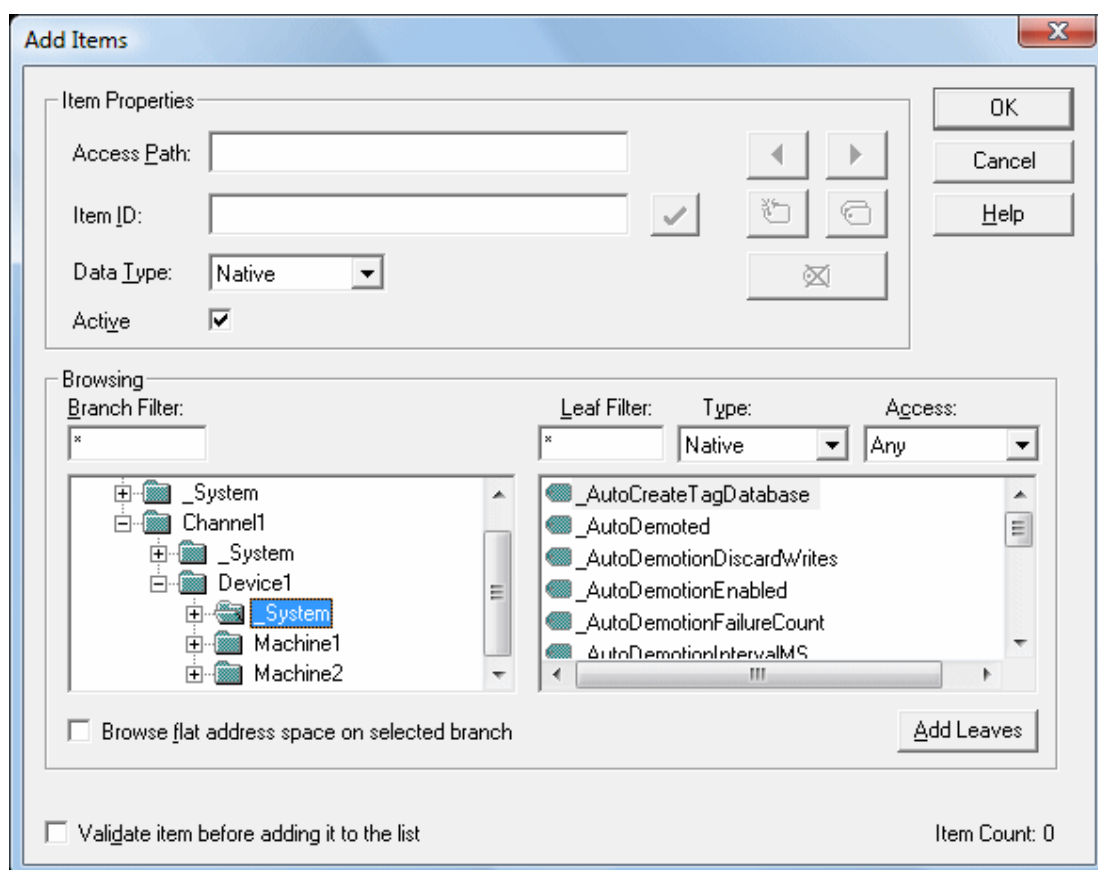 Add Items
Item Properties
Access Path:
Item ID:
Data Type: Native
Active
OK
Cancel
Help
Browsing
Branch Filter: Leaf Filter: Type: Access:
* * Native Any
_System
Channel1
_System
Device1
_System
Machine1
Machine2
_AutoCreateTagDatabase
_AutoDemoted
_AutoDemotionDiscardWrites
_AutoDemotionEnabled
_AutoDemotionFailureCount
_AutoDemotionIntervalMS
Browse flat address space on selected branch
Add Leaves
Validate item before adding it to the list
Item Count: 0